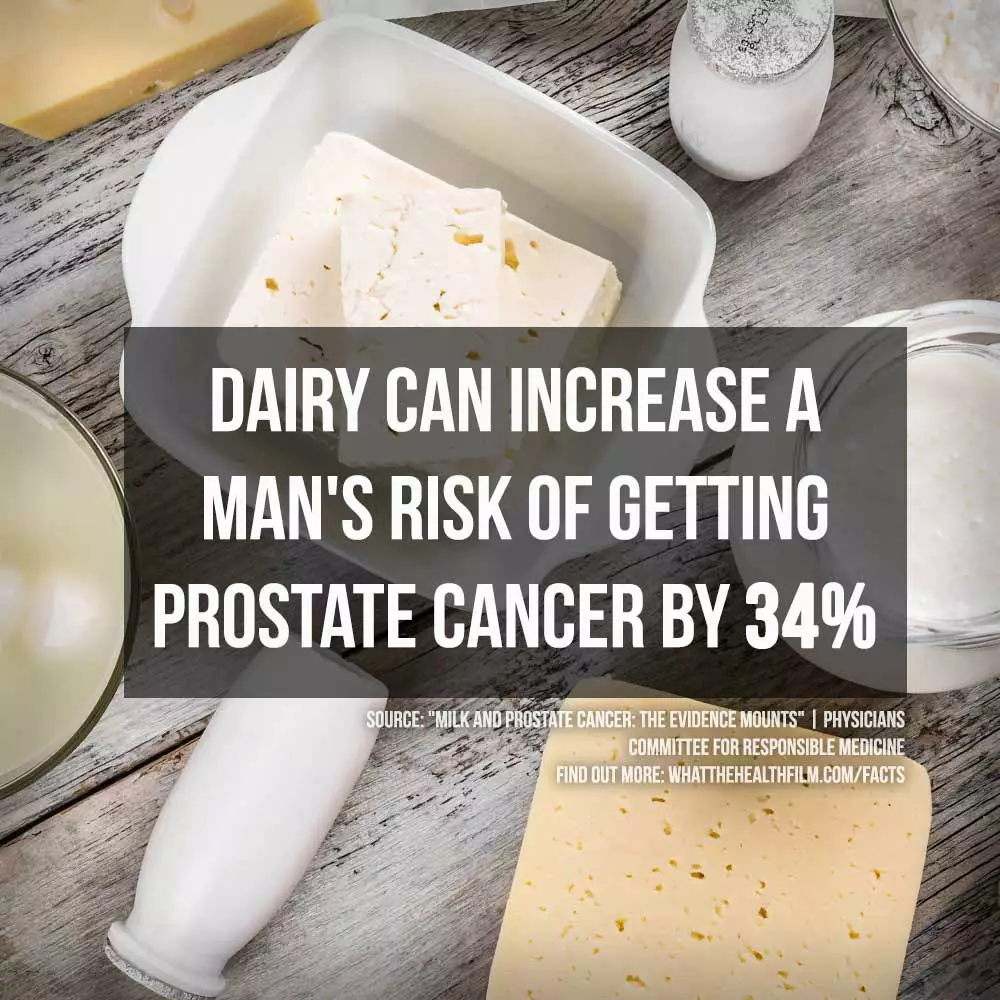 DAIRY CAN INCREASE A
MAN'S RISK OF GETTING
PROSTATE CANCER BY 34%
SOURCE: "MILK AND PROSTATE CANCER: THE EVIDENCE MOUNTS" | PHYSICIANS
COMMITTEE FOR RESPONSIBLE MEDICINE
FIND OUT MORE: WHATTHEHEALTHFILM.COM/FACTS